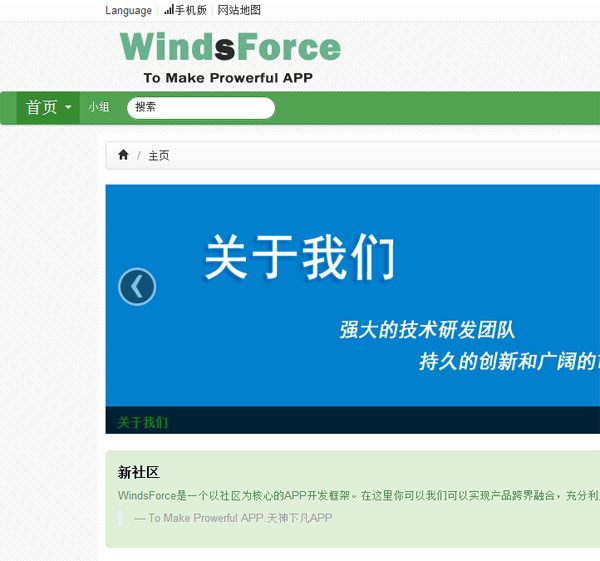 Language 手机版 网站地图
WindsForce
To Make Prowerful APP
首页 小组 搜索
/ 主页
关于我们
强大的技术研发团队
持久的创新和广阔的
关于我们
新社区
WindsForce是一个以社区为核心的APP开发框架。在这里你可以我们可以实现产品跨界融合，充分利
— To Make Prowerful APP.天神下凡APP